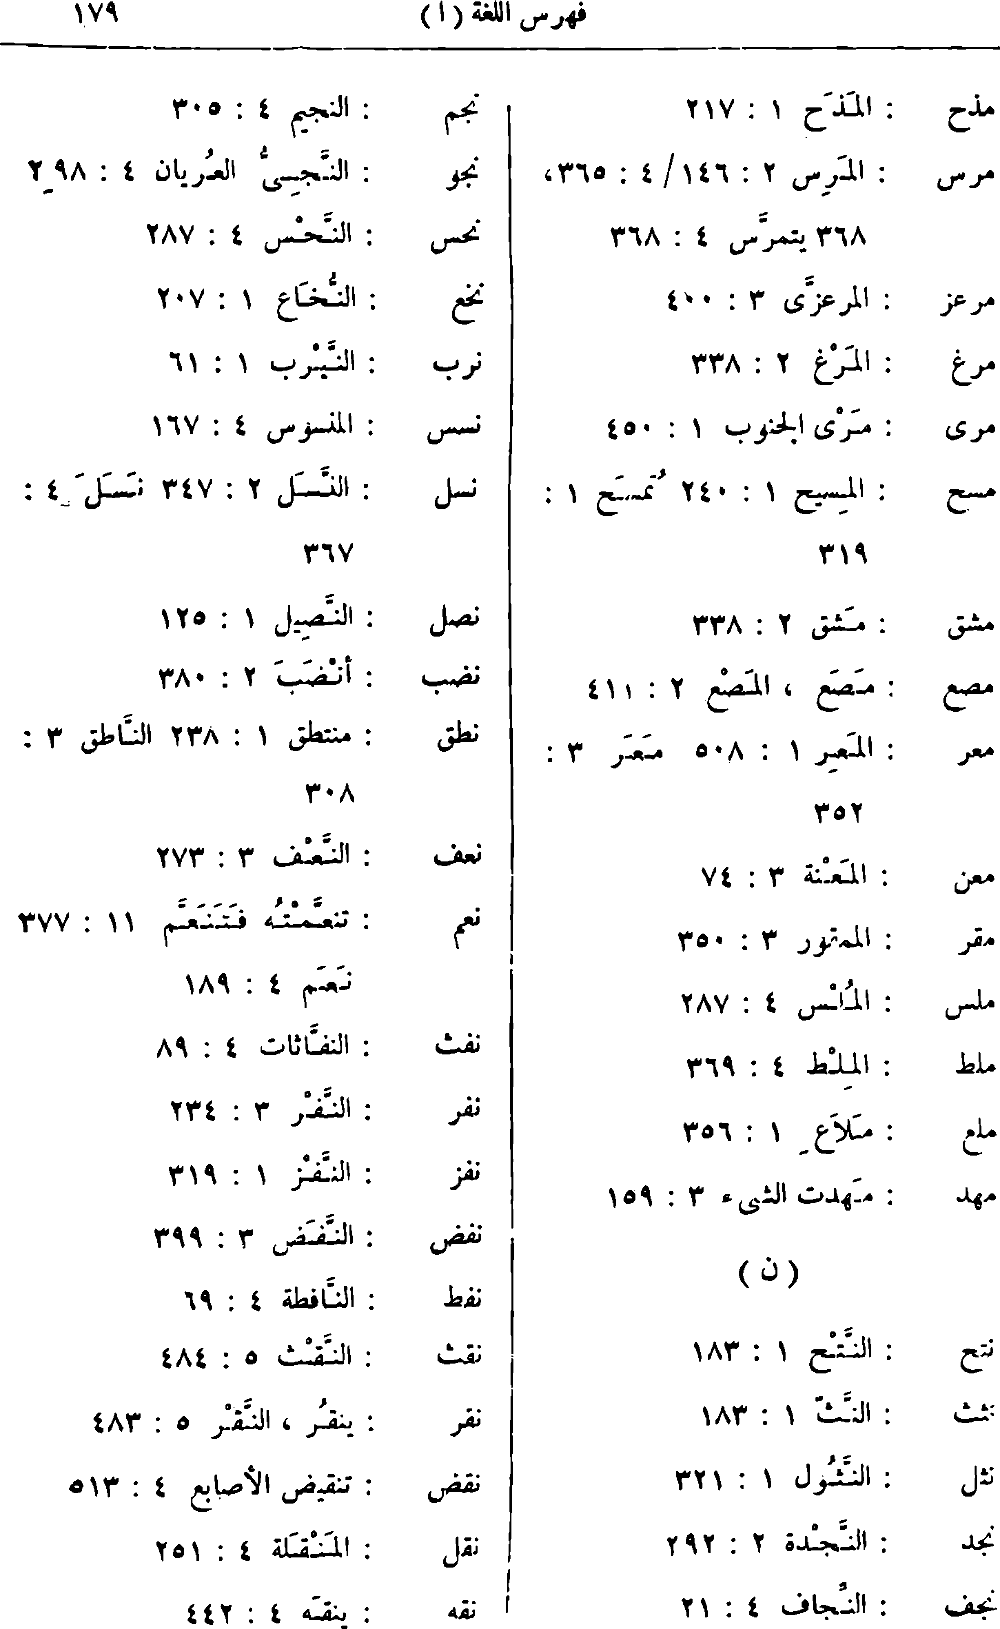 فهرس اللغة (أ) ١٧٩
مذح : المَذَح ١ : ٢١٧
مرس : المَرِس ٢ : ١٤٦/ ٤ : ٣٦٥،
٣٦٨ يتمرَّس ٤ : ٣٦٨
مرعز : المرعزَّى ٣ : ٤٠٠
مرغ : المَرْغ ٢ : ٣٣٨
مرى : مَرْى الجنوب ١ : ٤٥٠
مسح : المِسيح ١ : ٢٤٠ تُمسَح ١ :
٣١٩
مشق : مَشق ٢ : ٣٣٨
مصع : مَصَع ، المَصْع ٢ : ٤١١
معر : المَعِر ١ : ٥٠٨ مَعَر ٣ :
٣٥٢
معن : المَعْنة ٣ : ٧٤
مقر : الممقور ٣ : ٣٥٠
ملس : المُلْس ٤ : ٢٨٧
ملط : المِلْط ٤ : ٣٦٩
ملع : مَلاَعِ ١ : ٣٥٦
مهد : مَهدت الشىء ٣ : ١٥٩
(ن)
نتح : النَّتْح ١ : ١٨٣
نثث : النَّثّ ١ : ١٨٣
نثل : النَّثُول ١ : ٣٢١
نجد : النَّجْدة ٢ : ٢٩٢
نجف : النِّجاف ٤ : ٢١
نجم : النجيم ٤ : ٣٠٥
نجو : النَّجِىُّ العُريان ٤ : ٢٩٨
نحس : النَّحْس ٤ : ٢٨٧
نخع : النُّخَاع ١ : ٢٠٧
نرب : النَّيْرب ١ : ٦١
نسس : المنسوس ٤ : ١٦٧
نسل : النَّسَل ٢ : ٣٤٧ نَسَلَ ٤ :
٣٦٧
نصل : النَّصِيل ١ : ١٢٥
نضب : أنْضَبَ ٢ : ٣٨٠
نطق : منتطق ١ : ٢٣٨ النَّاطق ٣ :
٣٠٨
نعف : النَّعْف ٣ : ٢٧٣
نعم : تنعَّمْتُه فَتَنَعَّم ١١ : ٣٧٧
نَعَم ٤ : ١٨٩
نفث : النفَّاثات ٤ : ٨٩
نفر : النَّفْر ٣ : ٢٣٤
نفز : النَّفْز ١ : ٣١٩
نفض : النَّفَض ٣ : ٣٩٩
نفط : النَّافطة ٤ : ٦٩
نقث : النَّقْث ٥ : ٤٨٤
نقر : ينقُر ، النَّقْر ٥ : ٤٨٣
نقض : تنقيض الأصابع ٤ : ٥١٣
نقل : المَنْقَلة ٤ : ٢٥١
نقه : ينقَه ٤ : ٤٤٢